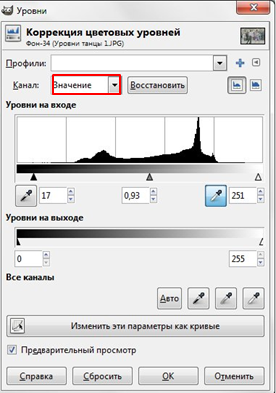 Уровни
Коррекция цветовых уровней
Фон-34 (Уровни танцы 1.JPG)
Профили:
Канал: Значение Восстановить
Уровни на входе
17 0,93 251
Уровни на выходе
0 255
Все каналы
Авто
Изменить эти параметры как кривые
Предварительный просмотр
Справка Сбросить OK Отменить